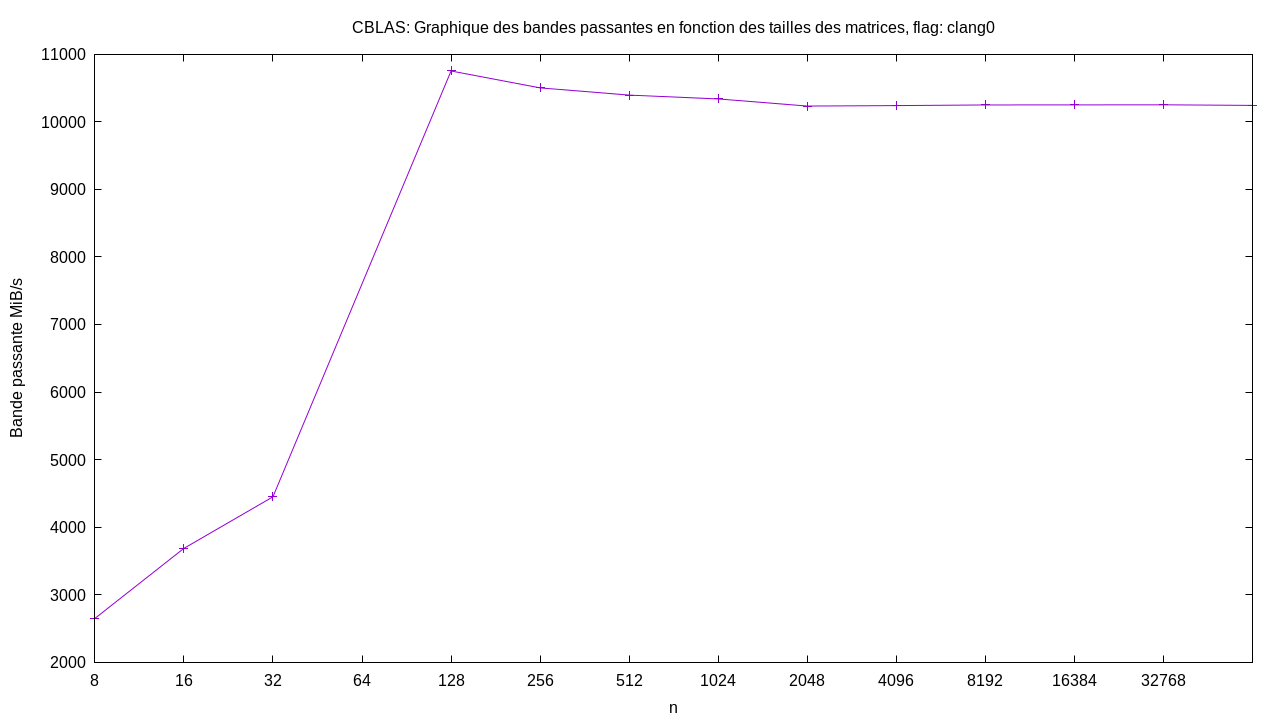 CBLAS: Graphique des bandes passantes en fonction des tailles des matrices, flag: clang0
11000
10000
9000
8000
7000
6000
5000
4000
3000
2000
Bande passante MiB/s
8 16 32 64 128 256 512 1024 2048 4096 8192 16384 32768
n